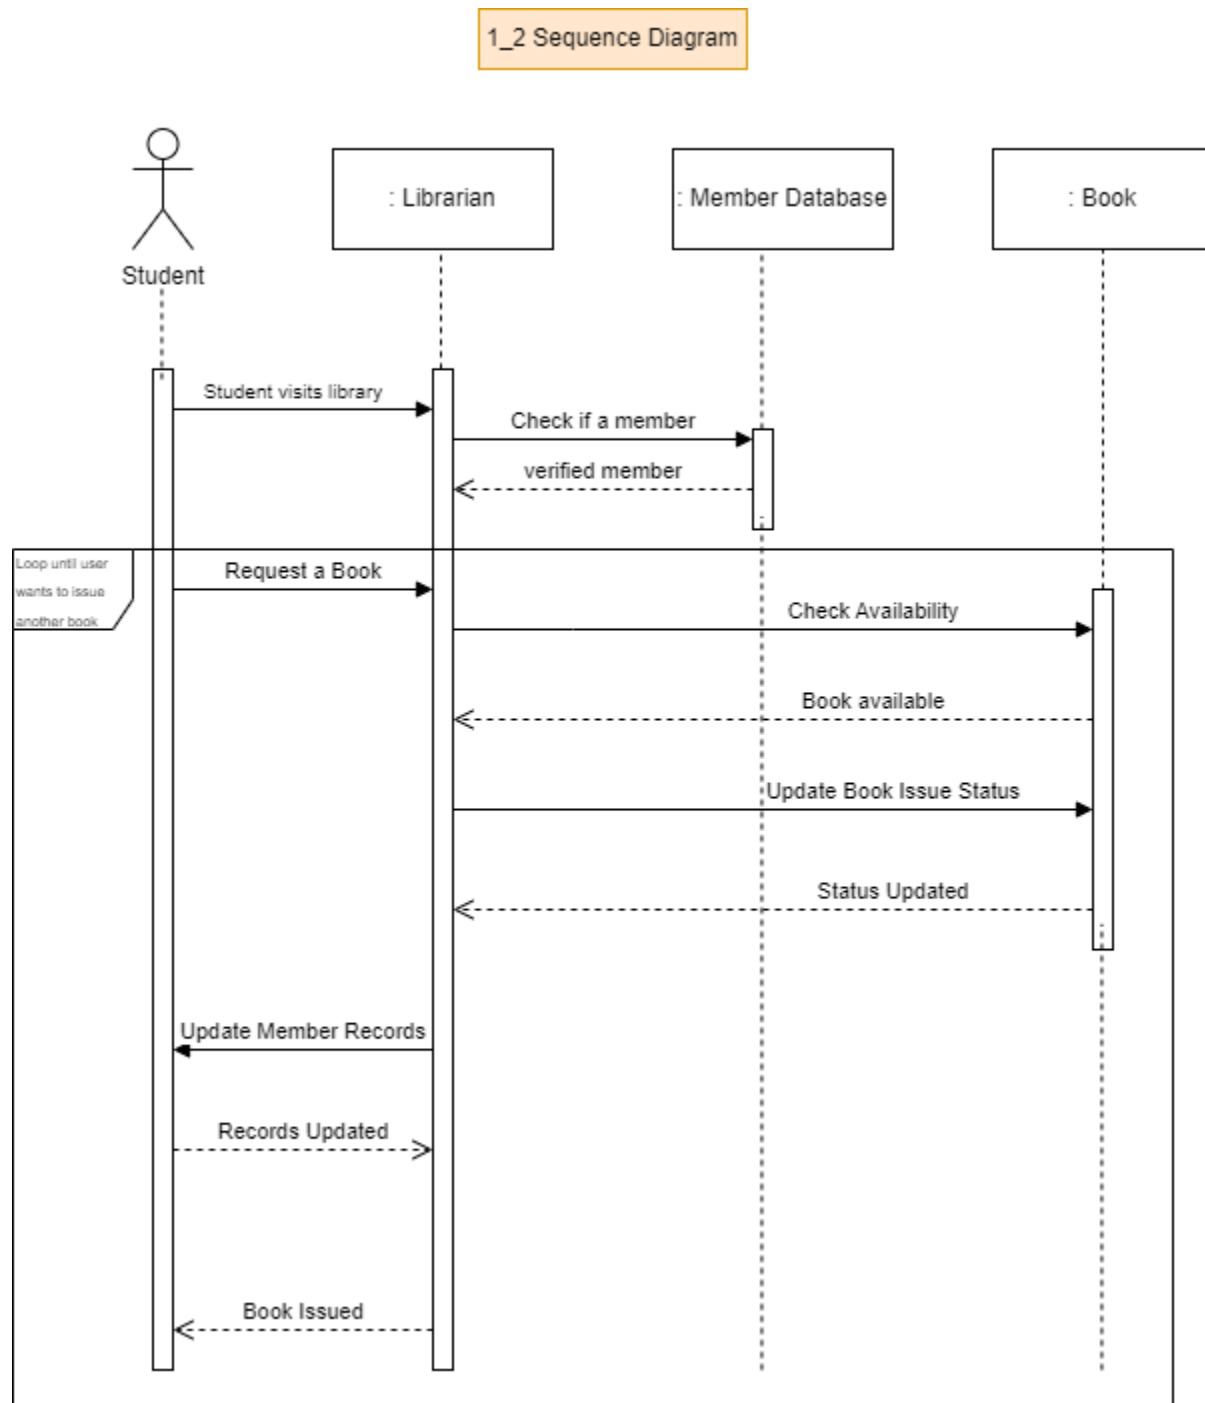 1_2 Sequence Diagram
: Librarian
: Member Database
: Book
Student
Student visits library
Check if a member
verified member
Loop until user
wants to issue
another book
Request a Book
Check Availability
Book available
Update Book Issue Status
Status Updated
Update Member Records
Records Updated
Book Issued